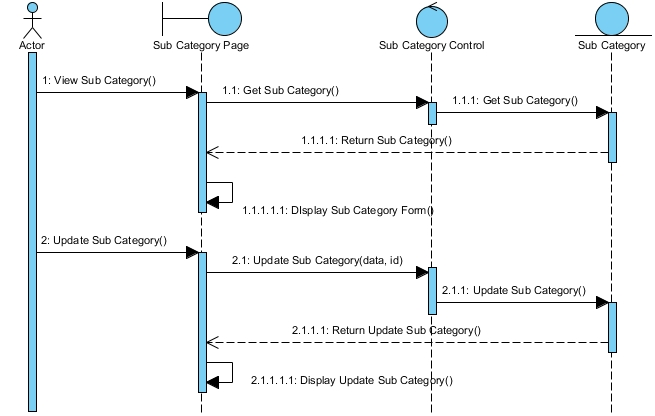 Actor
Sub Category Page
Sub Category Control
Sub Category
1: View Sub Category()
1.1: Get Sub Category()
1.1.1: Get Sub Category()
1.1.1.1: Return Sub Category()
1.1.1.1.1: DIsplay Sub Category Form()
2: Update Sub Category()
2.1: Update Sub Category(data, id)
2.1.1: Update Sub Category()
2.1.1.1: Return Update Sub Category()
2.1.1.1.1: Display Update Sub Category()